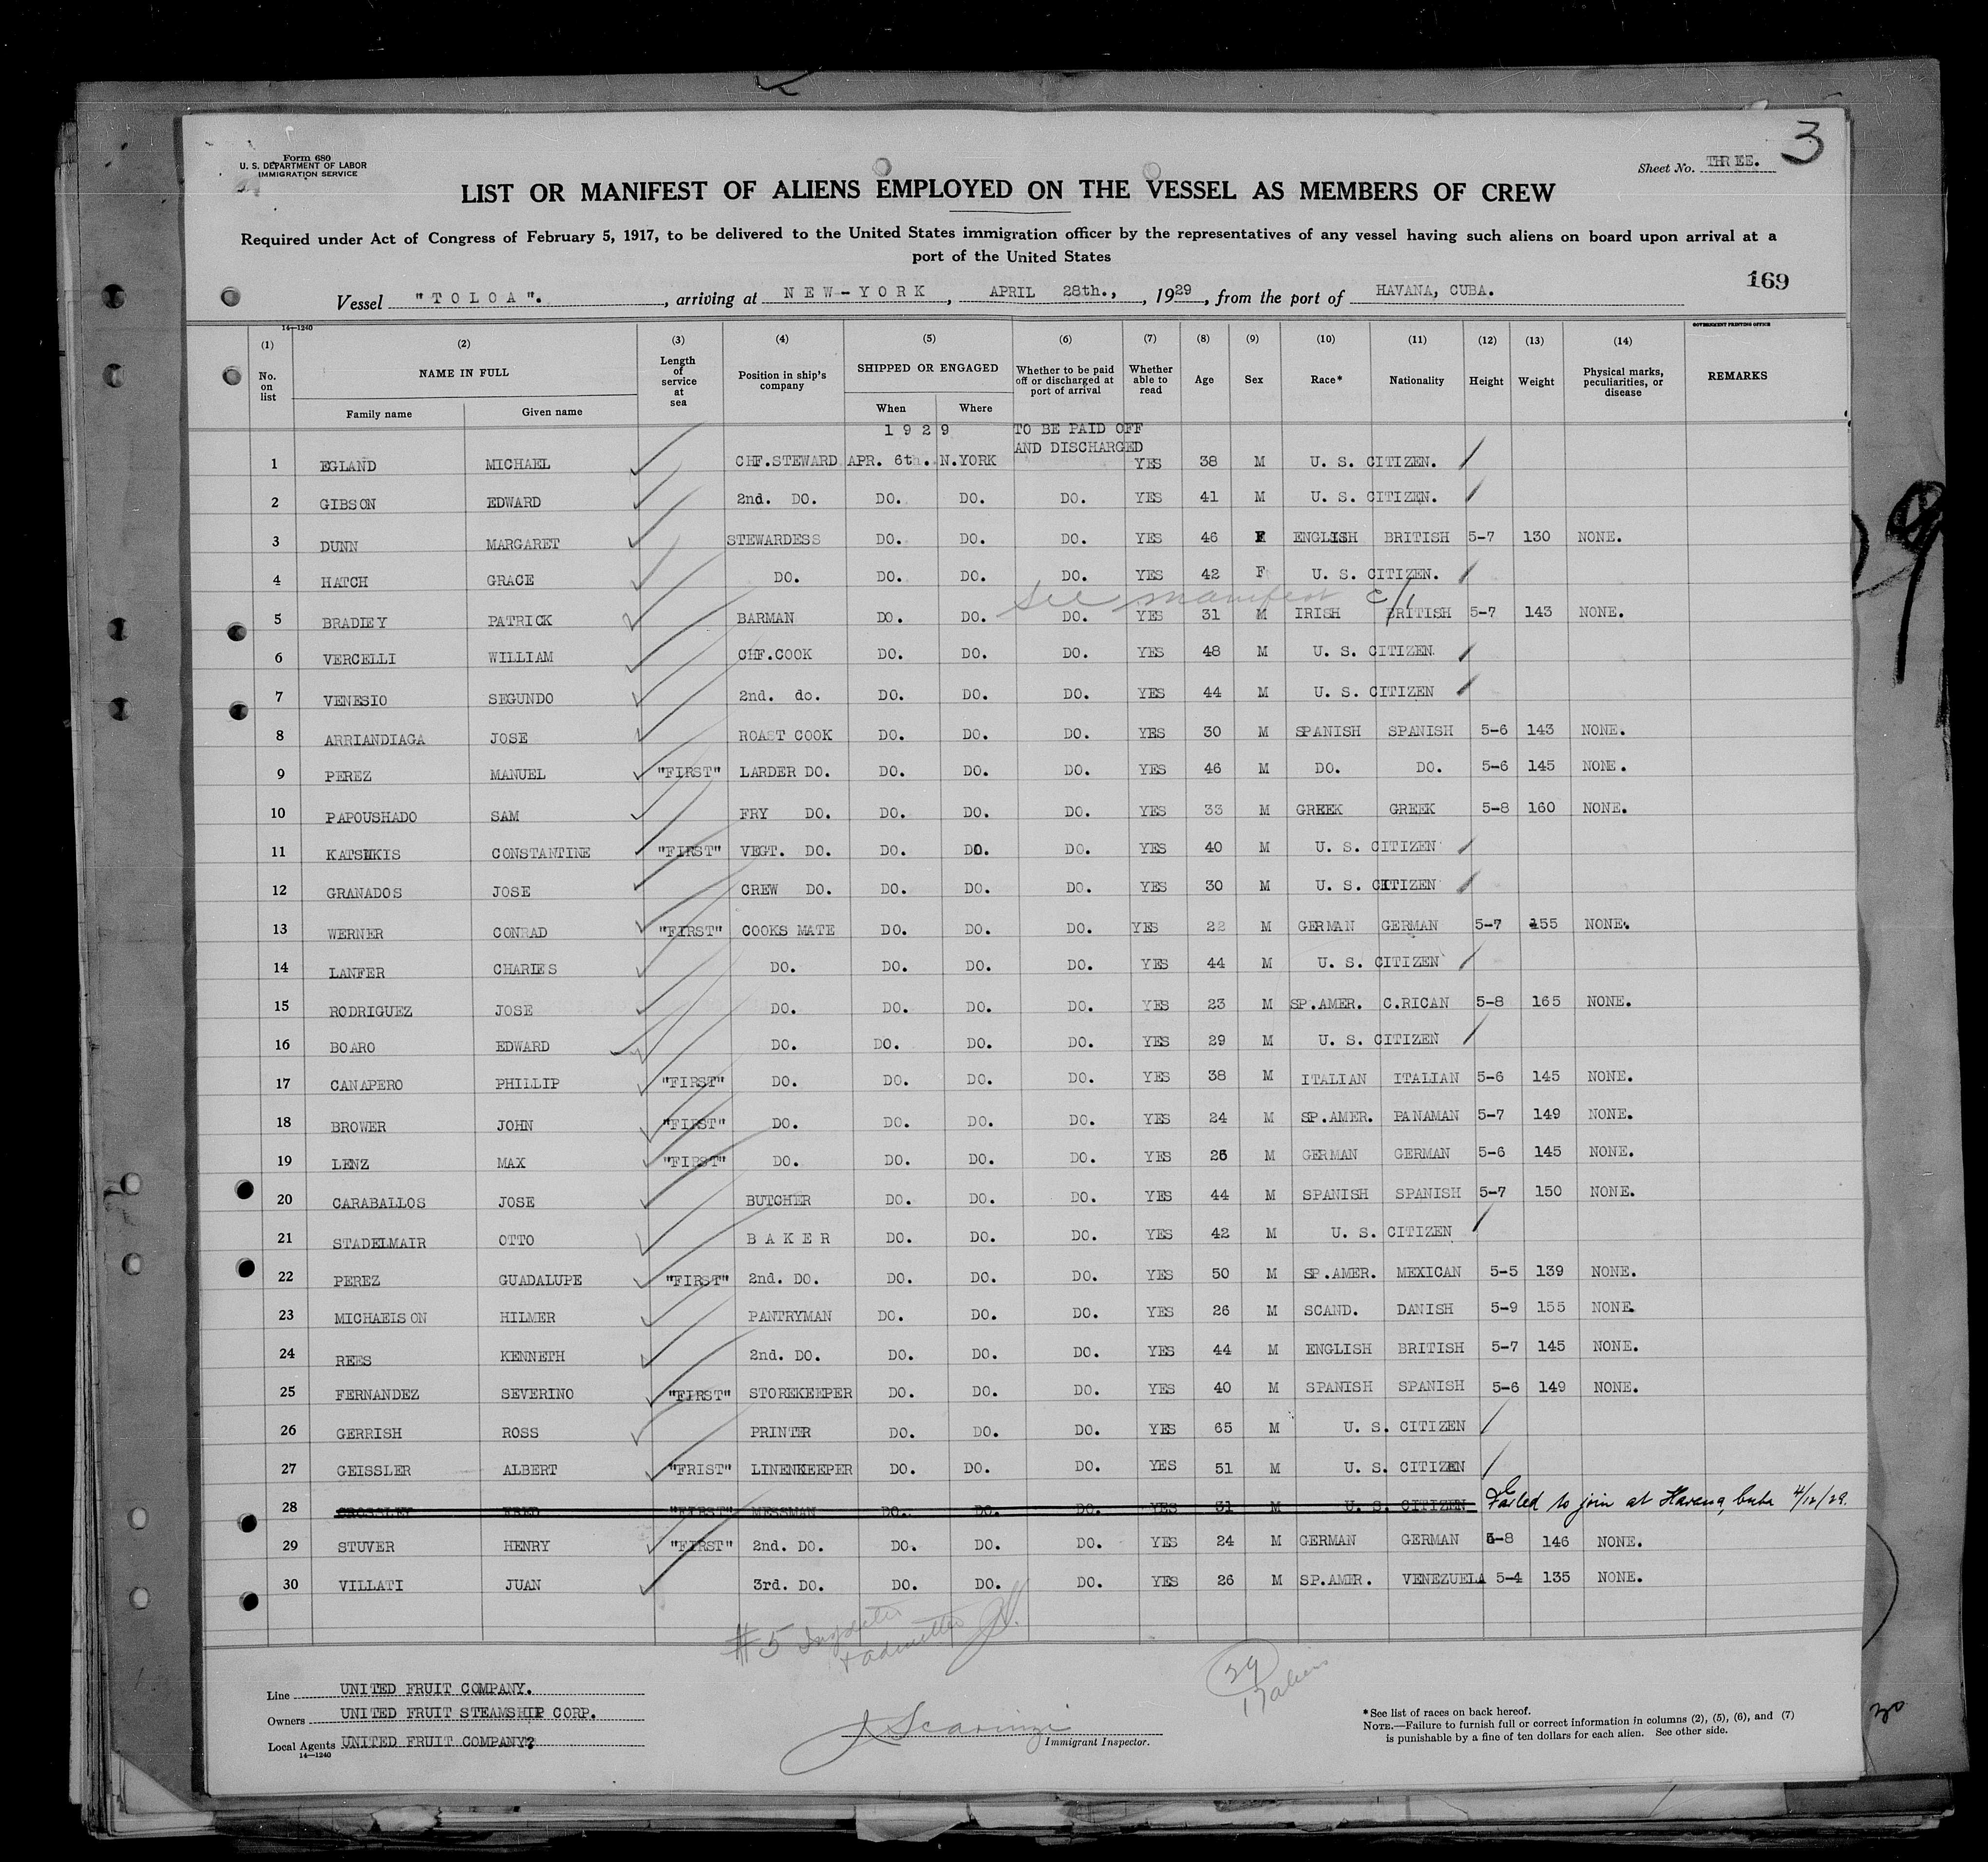 3
Form 680
U. S. DEPARTMENT OF LABOR
IMMIGRATION SERVICE
Sheet No. THREE.
LIST OR MANIFEST OF ALIENS EMPLOYED ON THE VESSEL AS MEMBERS OF CREW
Required under Act of Congress of February 5, 1917, to be delivered to the United States immigration officer by the representatives of any vessel having such aliens on board upon arrival at a
port of the United States
169
Vessel "TOLOA". , arriving at NEW-YORK , APRIL 28th., , 1929 , from the port of HAVANA, CUBA.
14—1240
GOVERNMENT PRINTING OFFICE
(1) (2) (3) (4) (5) (6) (7) (8) (9) (10) (11) (12) (13) (14)
No. on list NAME IN FULL Length of service at sea Position in ship's company SHIPPED OR ENGAGED Whether to be paid off or discharged at port of arrival Whether able to read Age Sex Race* Nationality Height Weight Physical marks, peculiarities, or disease REMARKS
Family name Given name When Where
1929 TO BE PAID OFF
AND DISCHARGED
1 EGLAND MICHAEL CHF.STEWARD APR. 6th. N.YORK YES 38 M U. S. CITIZEN.
2 GIBSON EDWARD 2nd. DO. DO. DO. DO. YES 41 M U. S. CITIZEN.
3 DUNN MARGARET STEWARDESS DO. DO. DO. YES 46 F ENGLISH BRITISH 5-7 130 NONE.
4 HATCH GRACE DO. DO. DO. DO. YES 42 F U. S. CITIZEN.
See manifest
5 BRADLEY PATRICK BARMAN DO. DO. DO. YES 31 M IRISH BRITISH 5-7 143 NONE.
6 VERCELLI WILLIAM CHF.COOK DO. DO. DO. YES 48 M U. S. CITIZEN.
7 VENESIO SEGUNDO 2nd. do. DO. DO. DO. YES 44 M U. S. CITIZEN
8 ARRIANDIAGA JOSE ROAST COOK DO. DO. DO. YES 30 M SPANISH SPANISH 5-6 143 NONE.
9 PEREZ MANUEL "FIRST" LARDER DO. DO. DO. DO. YES 46 M DO. DO. 5-6 145 NONE.
10 PAPOUSHADO SAM FRY DO. DO. DO. DO. YES 33 M GREEK GREEK 5-8 160 NONE.
11 KATSUKIS CONSTANTINE "FIRST" VEGT. DO. DO. DO. DO. YES 40 M U. S. CITIZEN
12 GRANADOS JOSE CREW DO. DO. DO. DO. YES 30 M U. S. CITIZEN
13 WERNER CONRAD "FIRST" COOKS MATE DO. DO. DO. YES 22 M GERMAN GERMAN 5-7 155 NONE.
14 LANFER CHARLES DO. DO. DO. DO. YES 44 M U. S. CITIZEN
15 RODRIGUEZ JOSE DO. DO. DO. DO. YES 23 M SP.AMER. C.RICAN 5-8 165 NONE.
16 BOARO EDWARD DO. DO. DO. DO. YES 29 M U. S. CITIZEN
17 CANAPERO PHILLIP "FIRST" DO. DO. DO. DO. YES 38 M ITALIAN ITALIAN 5-6 145 NONE.
18 BROWER JOHN "FIRST" DO. DO. DO. DO. YES 24 M SP.AMER. PANAMAN 5-7 149 NONE.
19 LENZ MAX "FIRST" DO. DO. DO. DO. YES 26 M GERMAN GERMAN 5-6 145 NONE.
20 CARABALLOS JOSE BUTCHER DO. DO. DO. YES 44 M SPANISH SPANISH 5-7 150 NONE.
21 STADELMAIR OTTO BAKER DO. DO. DO. YES 42 M U. S. CITIZEN
22 PEREZ GUADALUPE "FIRST" 2nd. DO. DO. DO. DO. YES 50 M SP.AMER. MEXICAN 5-5 139 NONE.
23 MICHAELSON HILMER PANTRYMAN DO. DO. DO. YES 26 M SCAND. DANISH 5-9 155 NONE.
24 REES KENNETH 2nd. DO. DO. DO. DO. YES 44 M ENGLISH BRITISH 5-7 145 NONE.
25 FERNANDEZ SEVERINO "FIRST" STOREKEEPER DO. DO. DO. YES 40 M SPANISH SPANISH 5-6 149 NONE.
26 GERRISH ROSS PRINTER DO. DO. DO. YES 65 M U. S. CITIZEN
27 GEISSLER ALBERT "FRIST" LINENKEEPER DO. DO. DO. YES 51 M U. S. CITIZEN
28 CROSSLEY FRED "FIRST" MESSMAN DO. DO. DO. YES 31 M U. S. CITIZEN Failed to join at Havana, Cuba 4/12/29.
29 STUVER HENRY "FIRST" 2nd. DO. DO. DO. DO. YES 24 M GERMAN GERMAN 5-8 146 NONE.
30 VILLATI JUAN 3rd. DO. DO. DO. DO. YES 26 M SP.AMER. VENEZUELA 5-4 135 NONE.
#5
+ admitted
29
17 aliens
Line UNITED FRUIT COMPANY.
Owners UNITED FRUIT STEAMSHIP CORP.
Local Agents UNITED FRUIT COMPANY?
14—1240
J Scarinzi
Immigrant Inspector.
*See list of races on back hereof.
NOTE.—Failure to furnish full or correct information in columns (2), (5), (6), and (7)
is punishable by a fine of ten dollars for each alien. See other side.
30